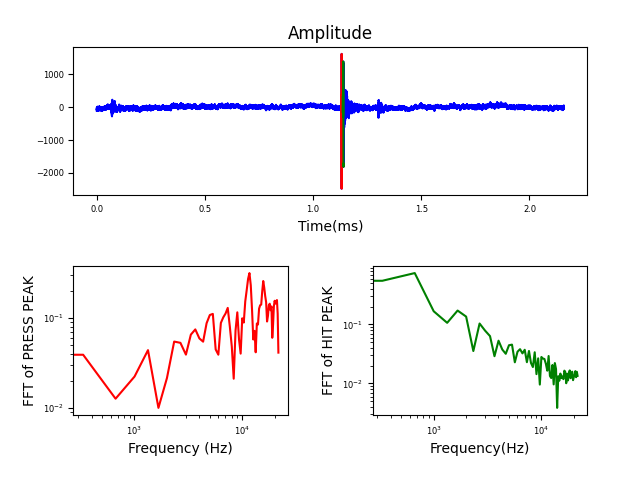 Amplitude
1000
0
−1000
−2000
0.0 0.5 1.0 1.5 2.0
Time(ms)
FFT of PRESS PEAK
10⁻¹
10⁻²
10³ 10⁴
Frequency (Hz)
FFT of HIT PEAK
10⁻¹
10⁻²
10³ 10⁴
Frequency(Hz)